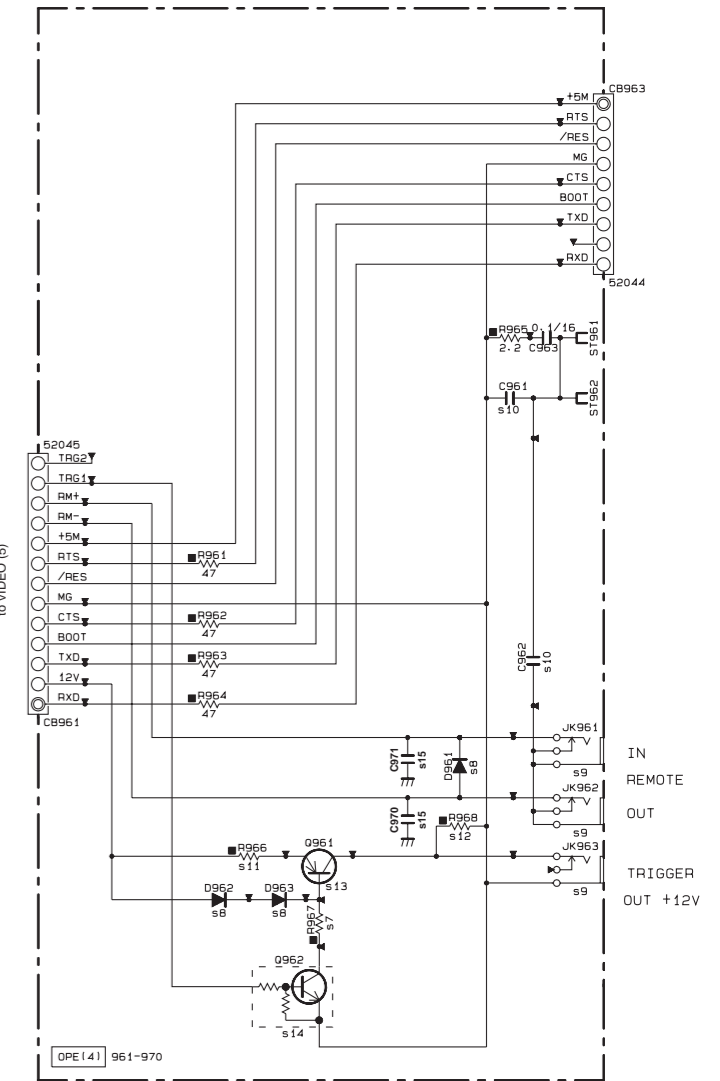 CB963
+5M
RTS
/RES
MG
CTS
BOOT
TXD
RXD
52044
R965
0.1/16
2.2
C963
ST961
C961
s10
ST962
52045
TRG2
TRG1
RM+
RM-
+5M
RTS
/RES
MG
CTS
BOOT
TXD
12V
RXD
CB961
to VIDEO (5)
R961
47
R962
47
R963
47
R964
47
C962
s10
JK961
s9
IN
REMOTE
JK962
s9
OUT
C971
s15
D961
s8
C970
s15
R968
s12
JK963
s9
TRIGGER
OUT +12V
R966
s11
Q961
s13
D962
s8
D963
s8
R967
s7
Q962
s14
OPE(4) 961-970